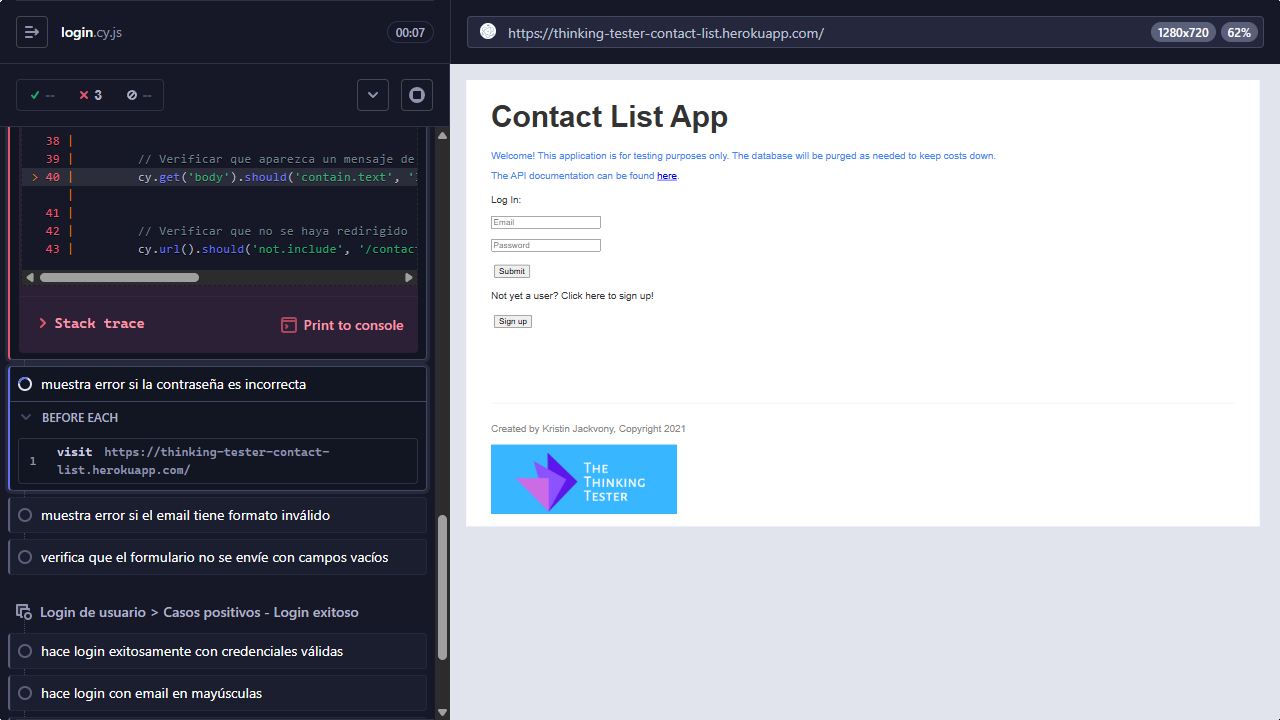 login.cy.js
00:07
-- 3 --
38 |
39 | // Verificar que aparezca un mensaje de
> 40 | cy.get('body').should('contain.text',
|
41 |
42 | // Verificar que no se haya redirigido
43 | cy.url().should('not.include', '/contac
Stack trace
Print to console
muestra error si la contraseña es incorrecta
BEFORE EACH
1 visit https://thinking-tester-contact-
list.herokuapp.com/
muestra error si el email tiene formato inválido
verifica que el formulario no se envíe con campos vacíos
Login de usuario > Casos positivos - Login exitoso
hace login exitosamente con credenciales válidas
hace login con email en mayúsculas
https://thinking-tester-contact-list.herokuapp.com/
1280x720
62%
Contact List App
Welcome! This application is for testing purposes only. The database will be purged as needed to keep costs down.
The API documentation can be found here.
Log In:
Email
Password
Submit
Not yet a user? Click here to sign up!
Sign up
Created by Kristin Jackvony, Copyright 2021
THE
THINKING
TESTER